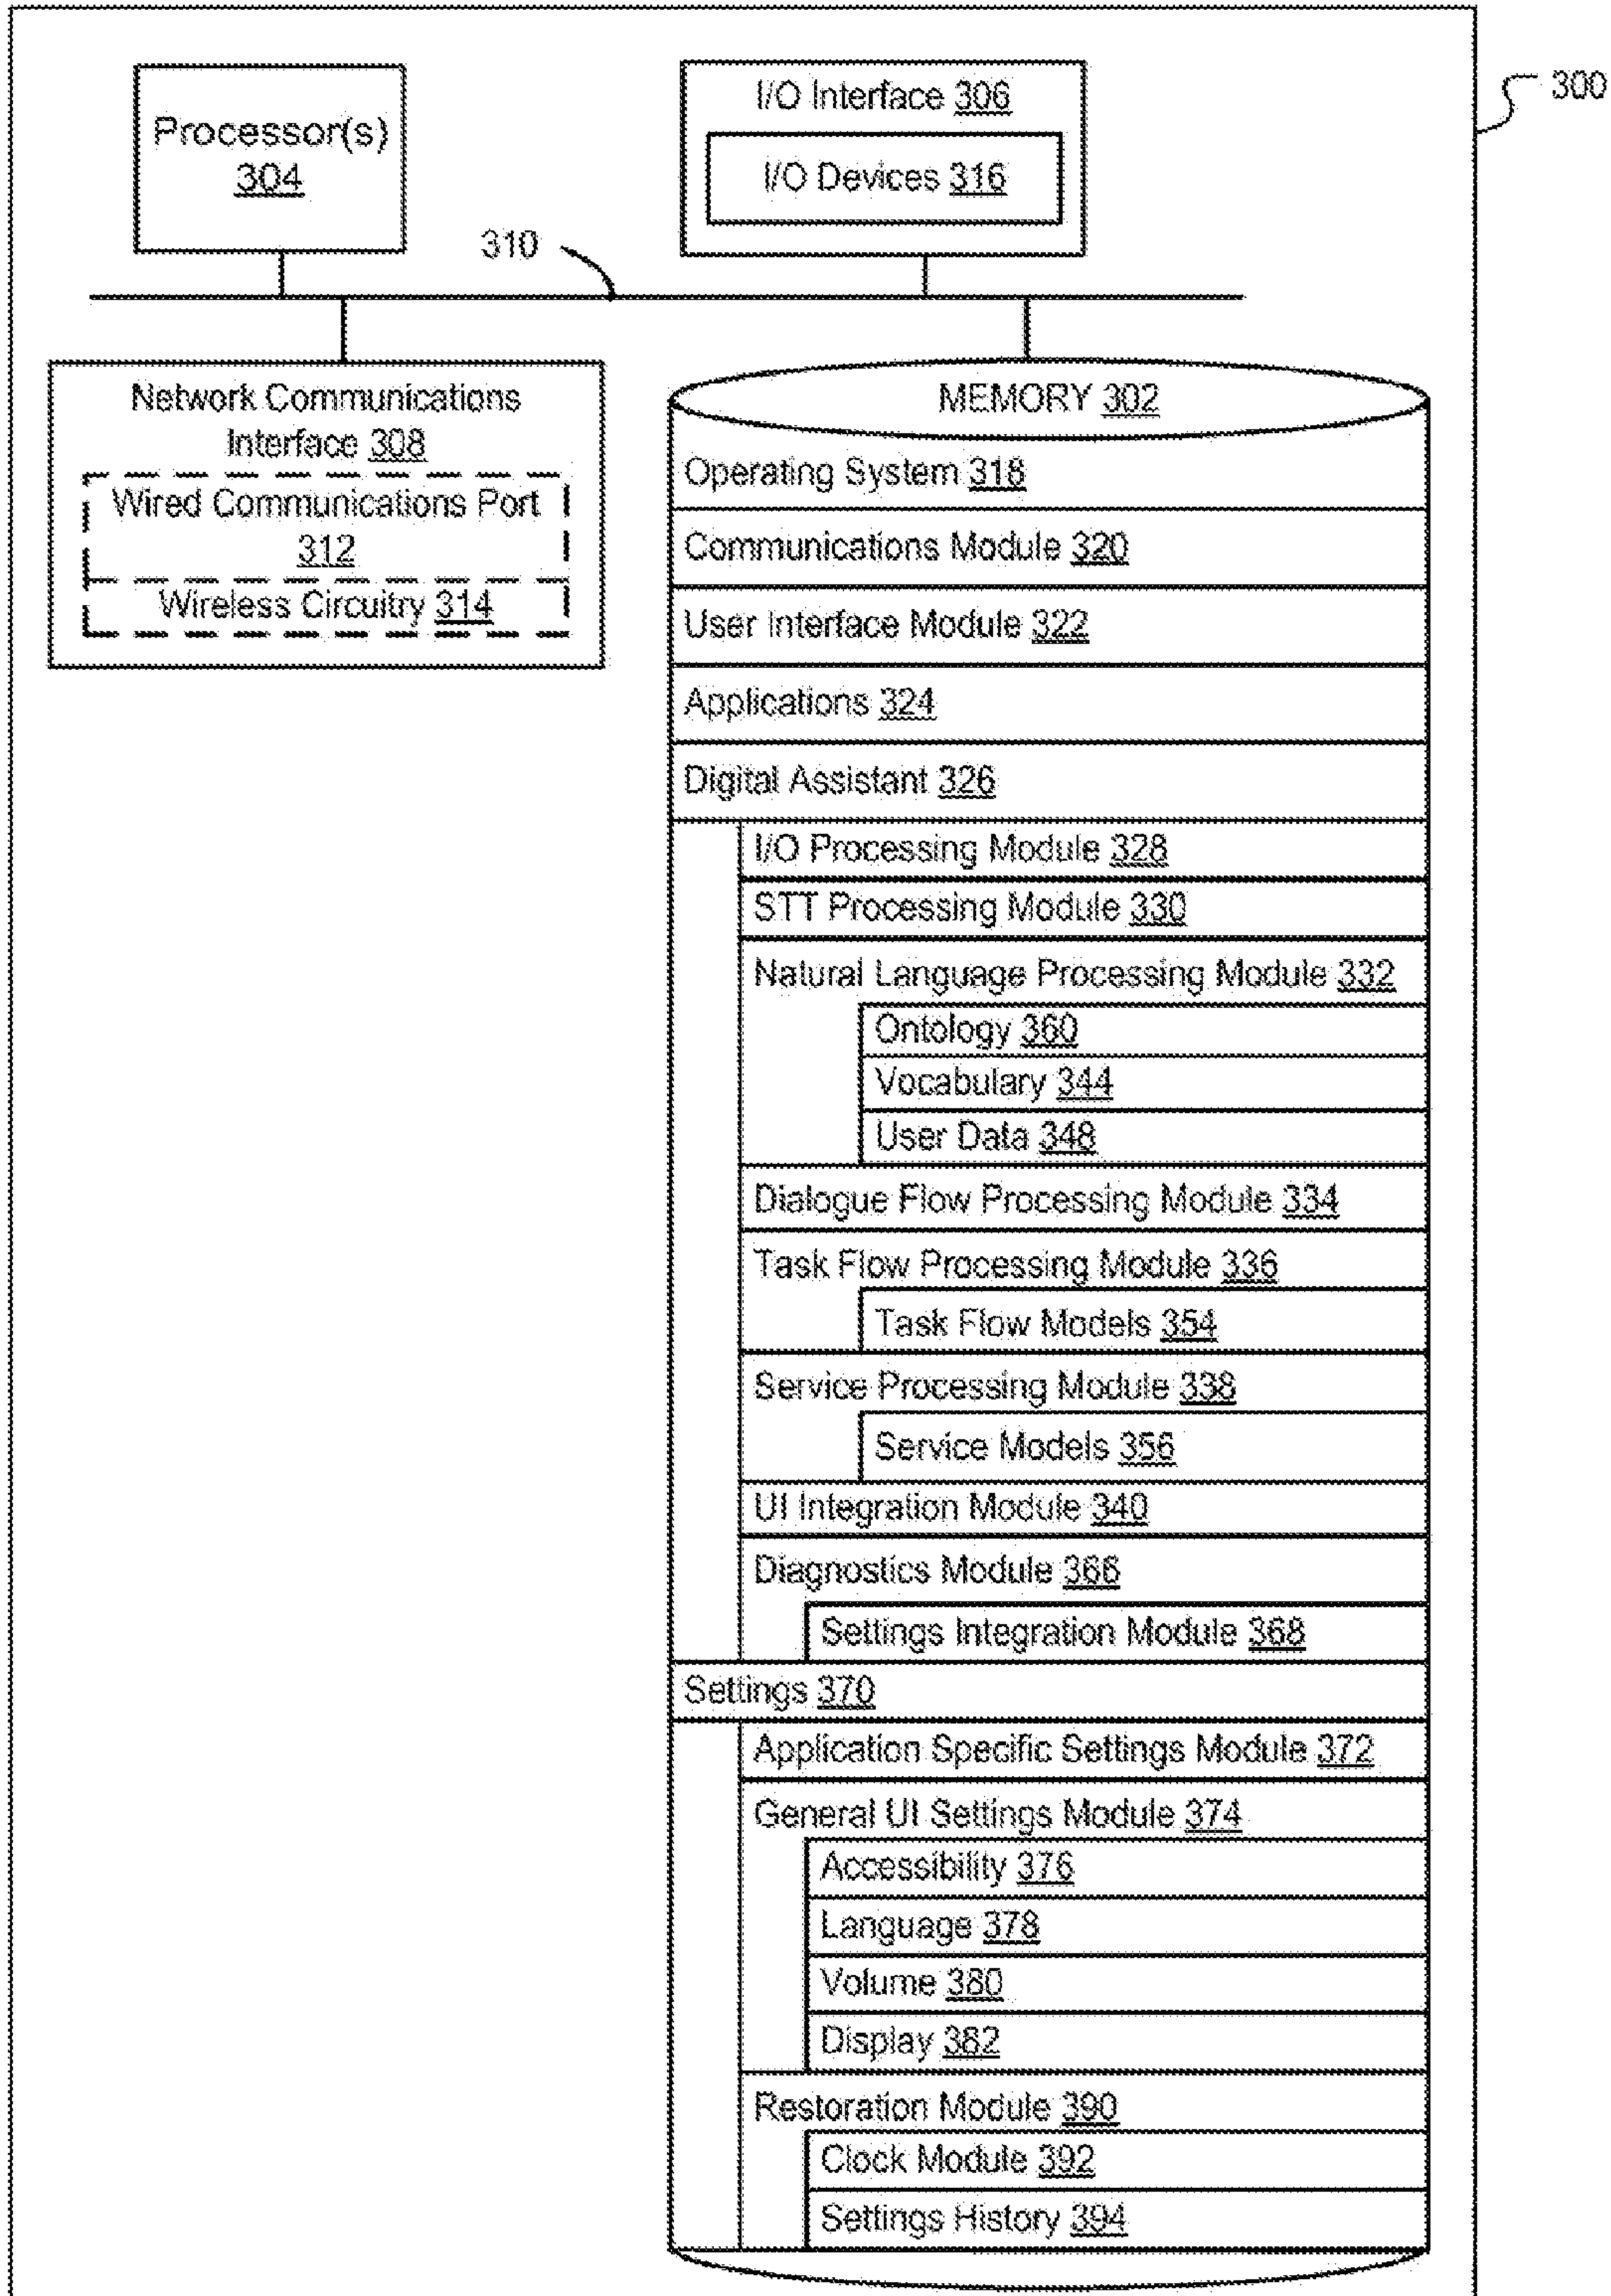 300
Processor(s)
304
I/O Interface 306
I/O Devices 316
310
Network Communications
Interface 308
Wired Communications Port
312
Wireless Circuitry 314
MEMORY 302
Operating System 318
Communications Module 320
User Interface Module 322
Applications 324
Digital Assistant 326
I/O Processing Module 328
STT Processing Module 330
Natural Language Processing Module 332
Ontology 360
Vocabulary 344
User Data 348
Dialogue Flow Processing Module 334
Task Flow Processing Module 336
Task Flow Models 354
Service Processing Module 338
Service Models 356
UI Integration Module 340
Diagnostics Module 366
Settings Integration Module 368
Settings 370
Application Specific Settings Module 372
General UI Settings Module 374
Accessibility 376
Language 378
Volume 380
Display 382
Restoration Module 390
Clock Module 392
Settings History 394